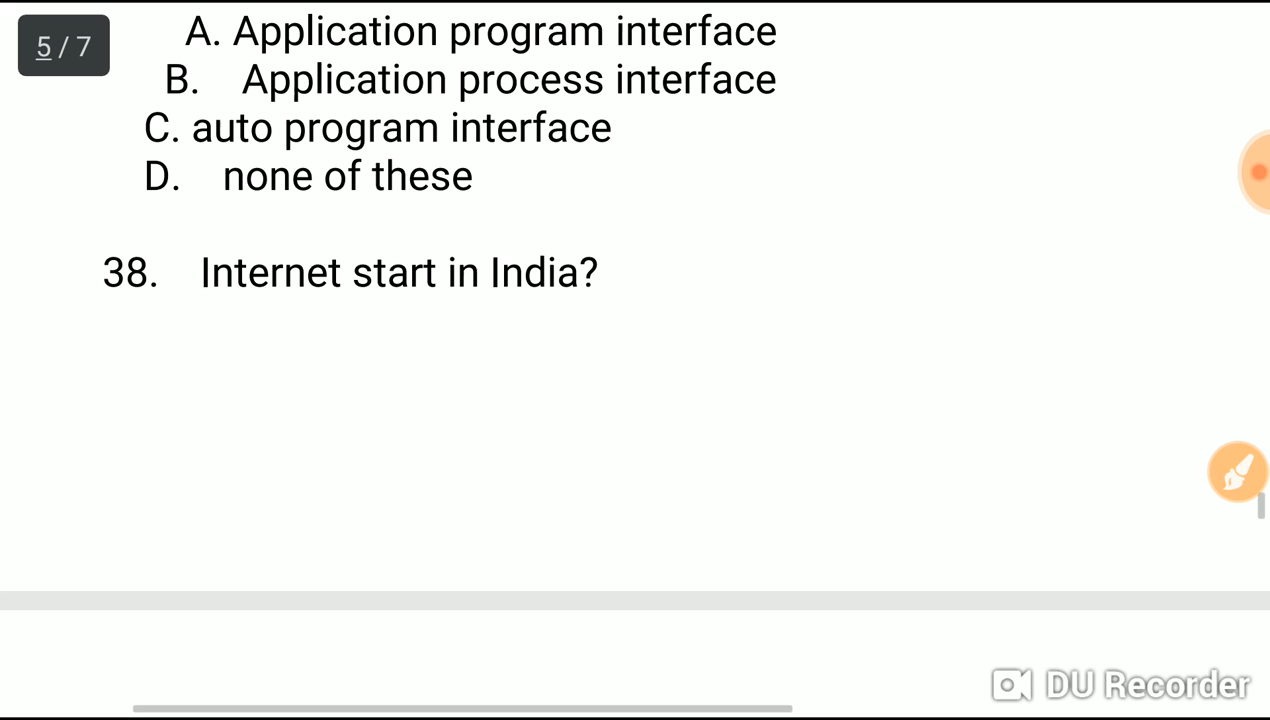 5 / 7
A. Application program interface
B. Application process interface
C. auto program interface
D. none of these
38. Internet start in India?
DU Recorder